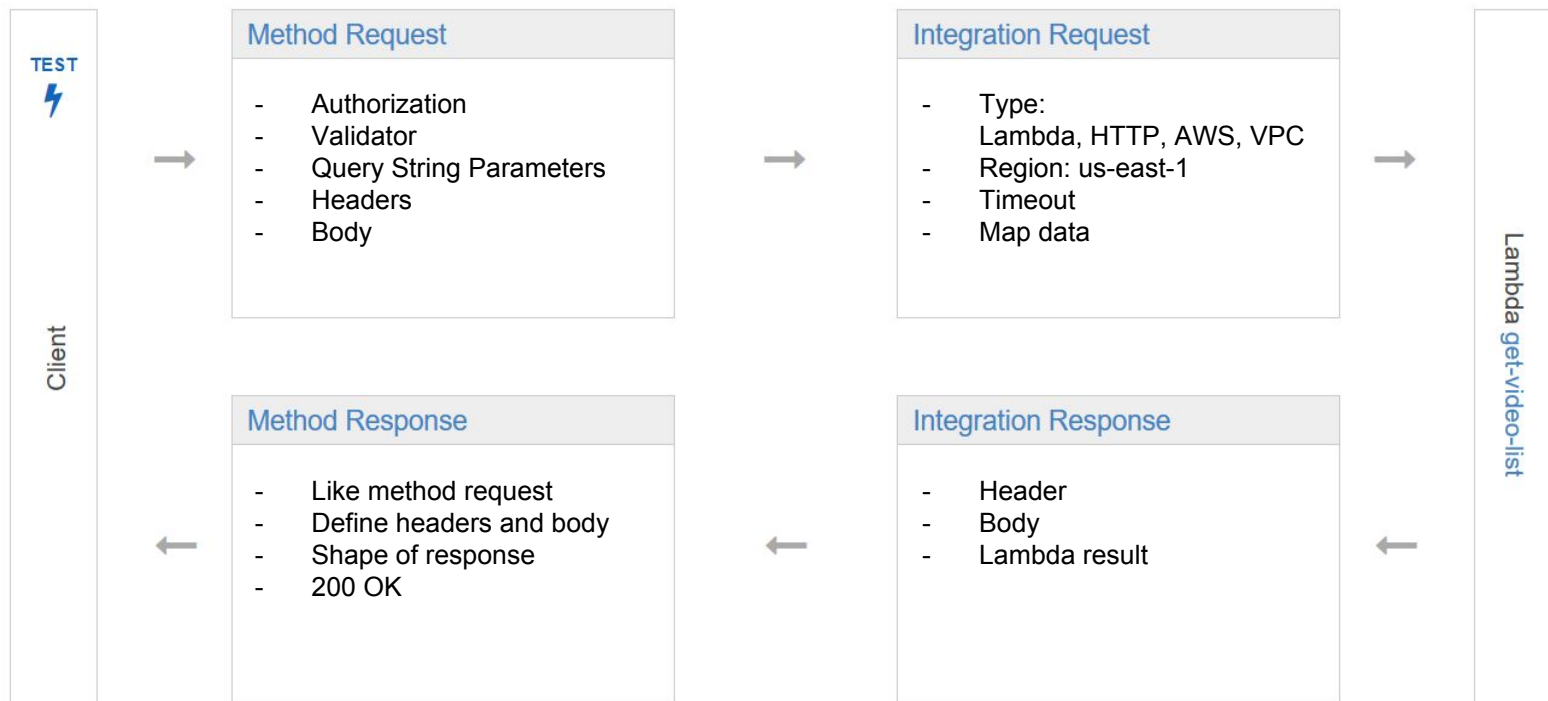 TEST
Client
Method Request
- Authorization
- Validator
- Query String Parameters
- Headers
- Body
Integration Request
- Type:
Lambda, HTTP, AWS, VPC
- Region: us-east-1
- Timeout
- Map data
Method Response
- Like method request
- Define headers and body
- Shape of response
- 200 OK
Integration Response
- Header
- Body
- Lambda result
Lambda get-video-list